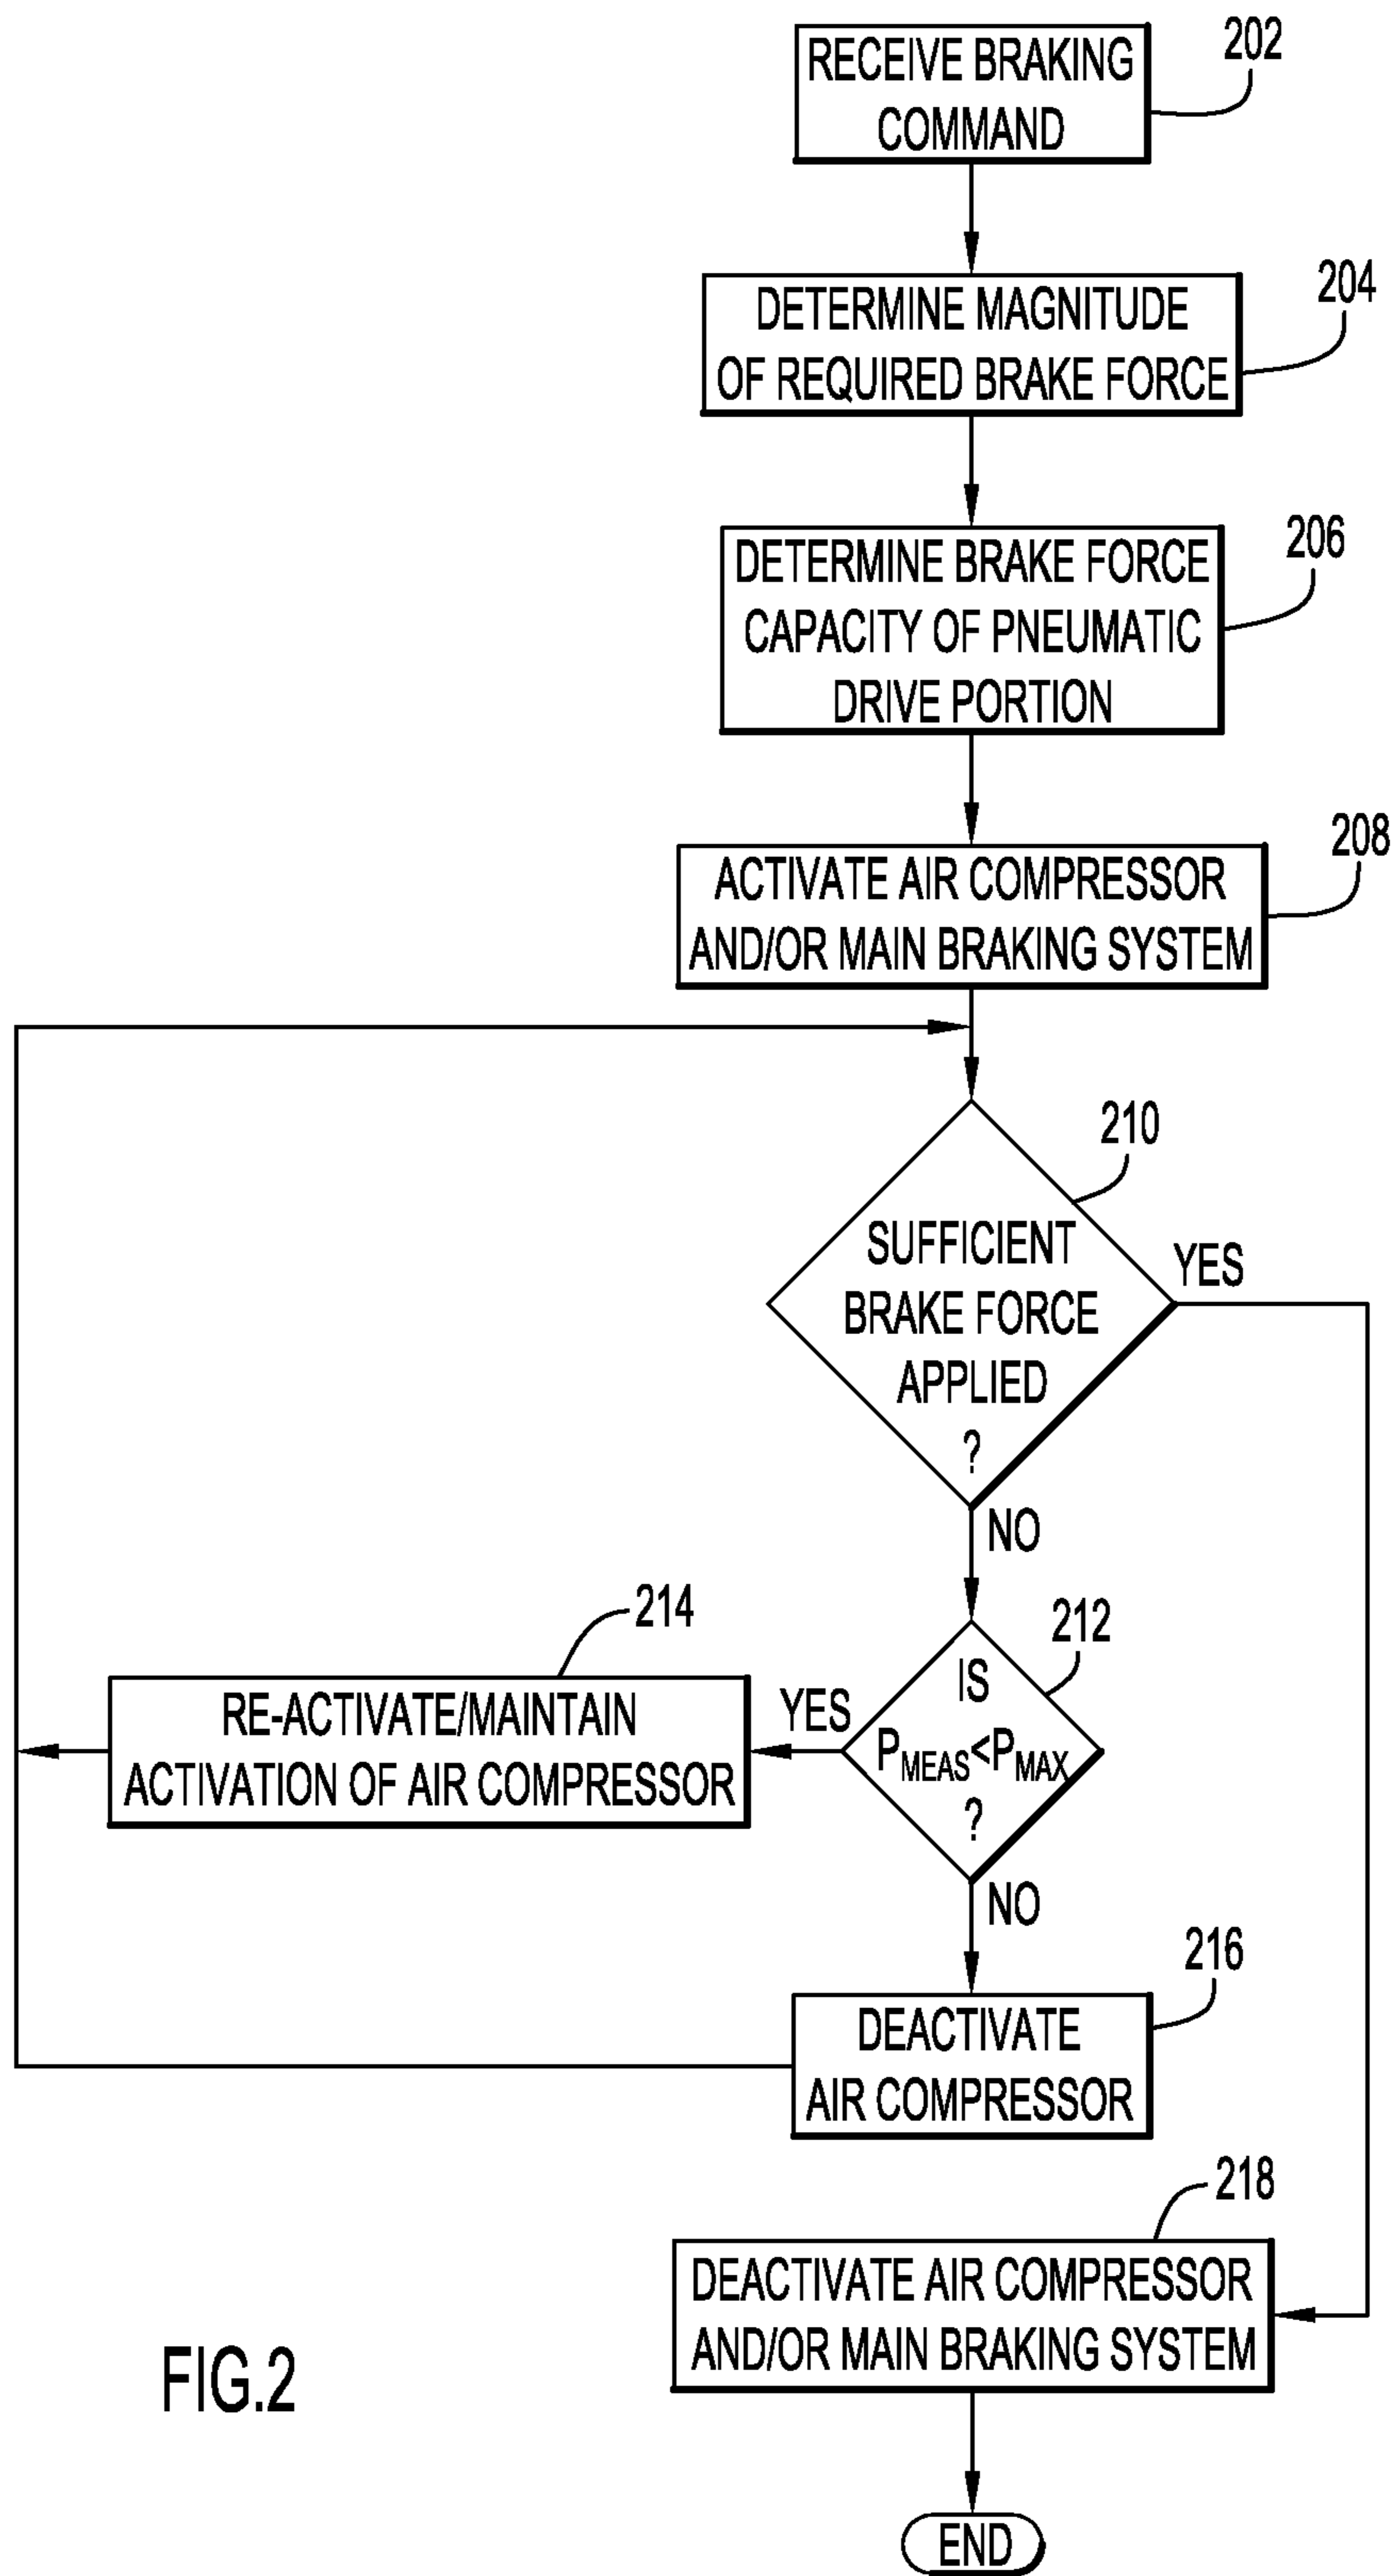 RECEIVE BRAKING
COMMAND
202
DETERMINE MAGNITUDE
OF REQUIRED BRAKE FORCE
204
DETERMINE BRAKE FORCE
CAPACITY OF PNEUMATIC
DRIVE PORTION
206
ACTIVATE AIR COMPRESSOR
AND/OR MAIN BRAKING SYSTEM
208
210
SUFFICIENT
BRAKE FORCE
APPLIED
?
YES
NO
212
IS
PMEAS<PMAX
?
YES
214
RE-ACTIVATE/MAINTAIN
ACTIVATION OF AIR COMPRESSOR
NO
216
DEACTIVATE
AIR COMPRESSOR
218
DEACTIVATE AIR COMPRESSOR
AND/OR MAIN BRAKING SYSTEM
END
FIG.2